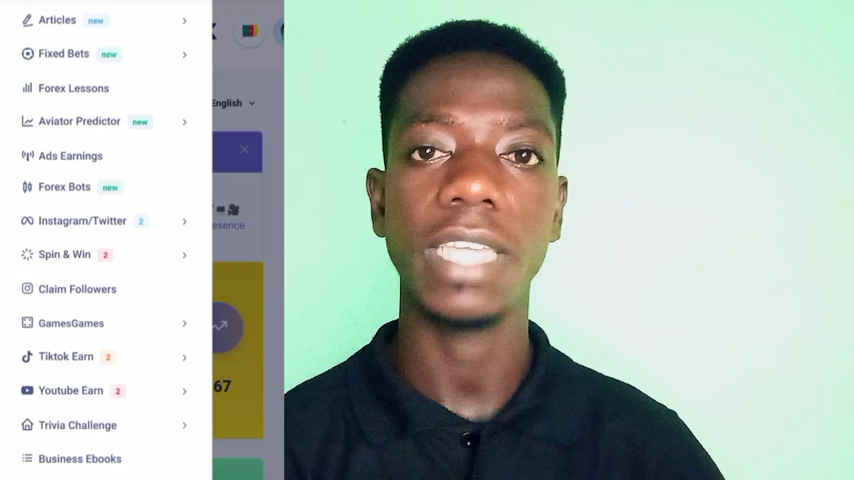 Articles new
Fixed Bets new
Forex Lessons
English
Aviator Predictor new
Ads Earnings
Forex Bots new
Instagram/Twitter 2
esence
Spin & Win 2
Claim Followers
GamesGames
Tiktok Earn 2
67
Youtube Earn 2
Trivia Challenge
Business Ebooks